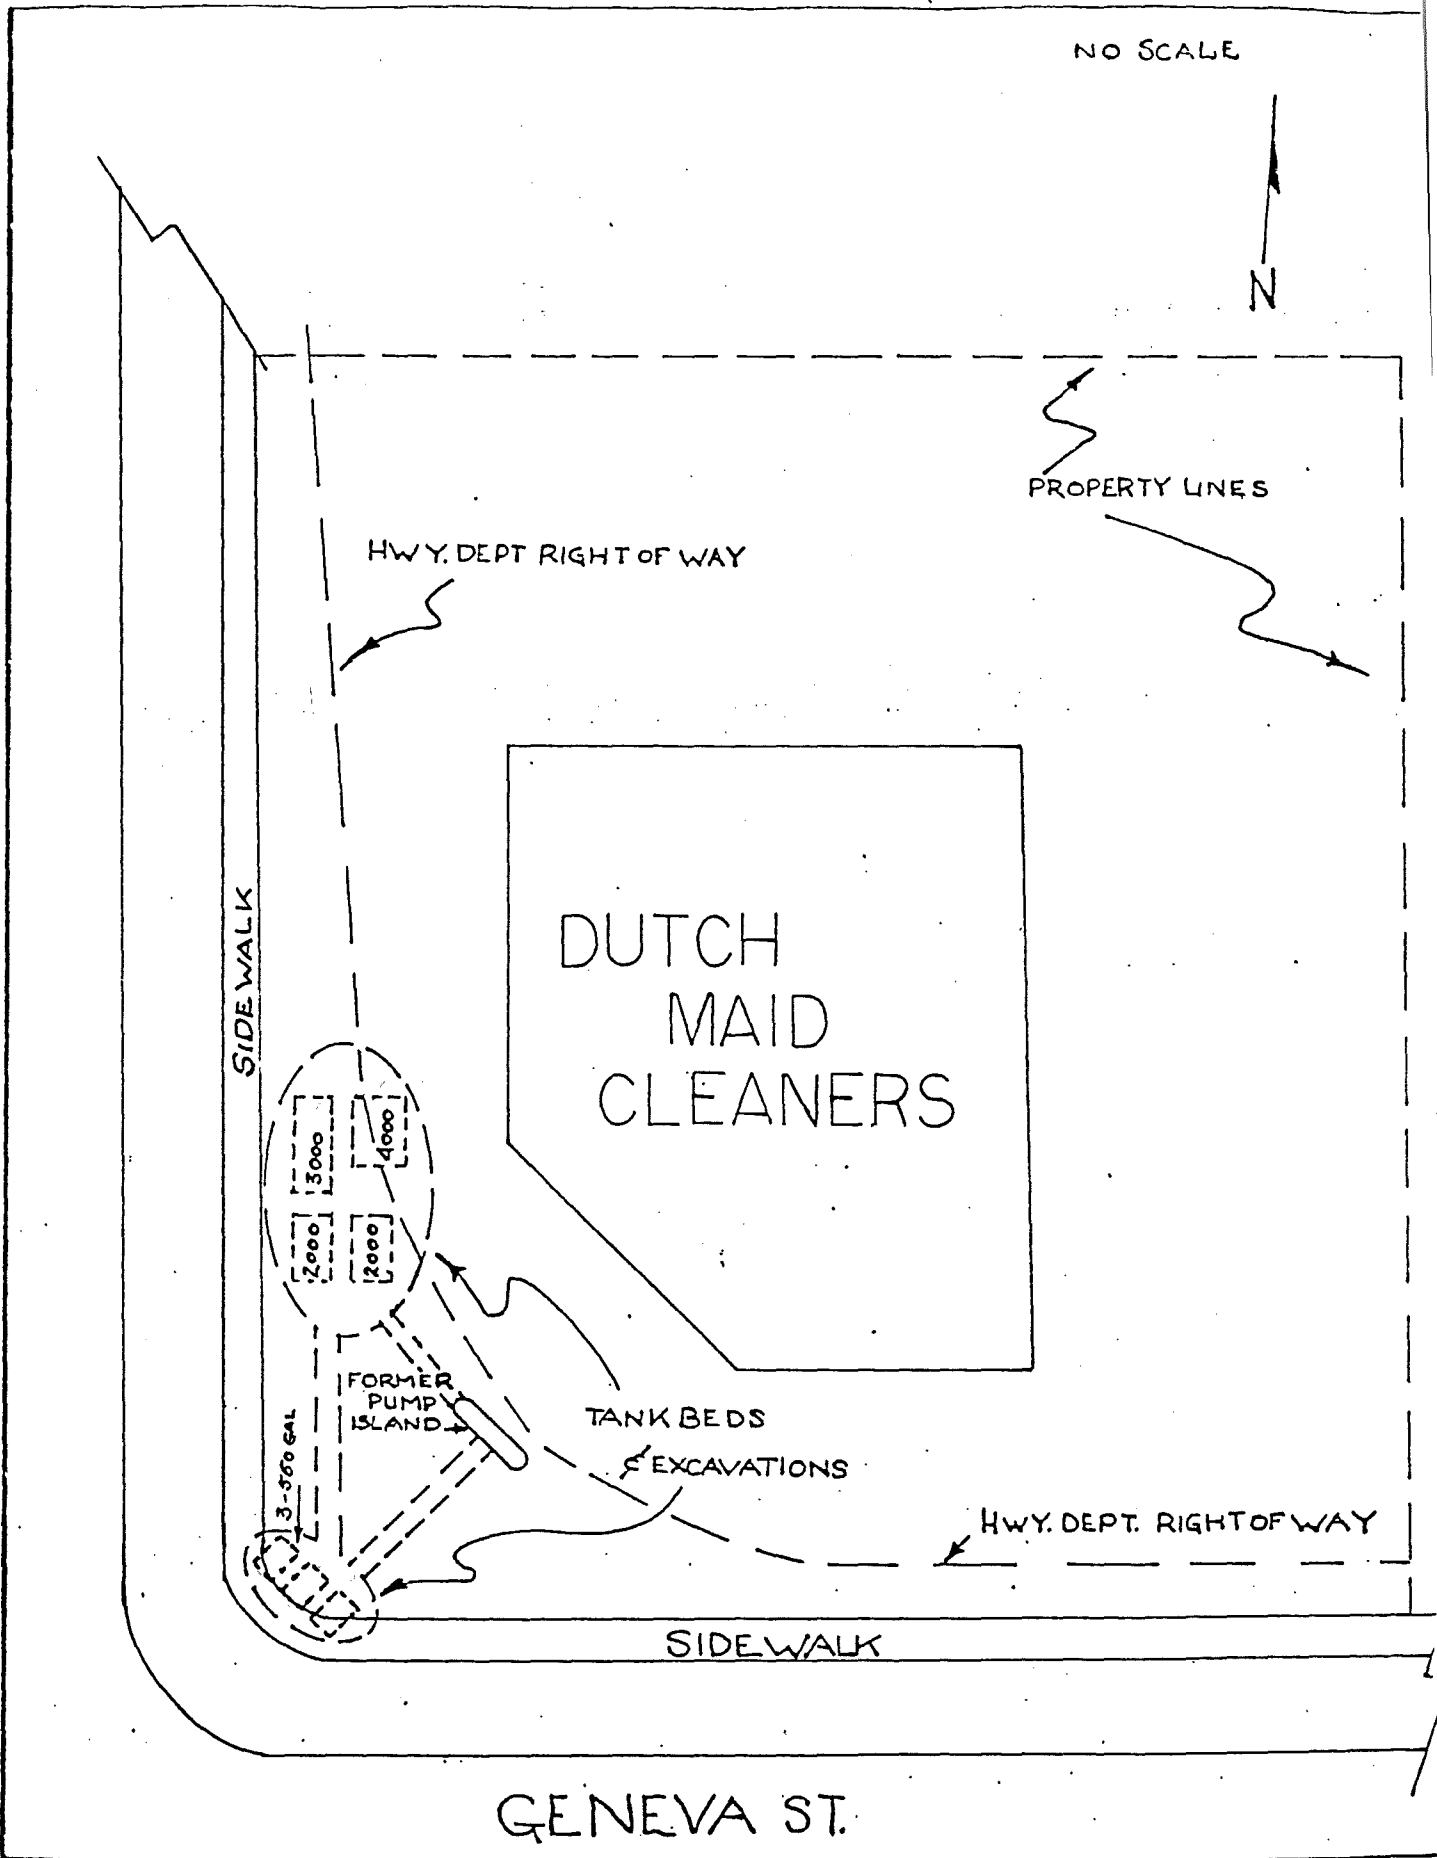 NO SCALE
N
PROPERTY LINES
HWY. DEPT RIGHT OF WAY
SIDEWALK
DUTCH
MAID
CLEANERS
3000
4000
2000
2000
FORMER
PUMP
ISLAND
TANK BEDS
& EXCAVATIONS
3-550 GAL
HWY. DEPT. RIGHT OF WAY
SIDEWALK
GENEVA ST.